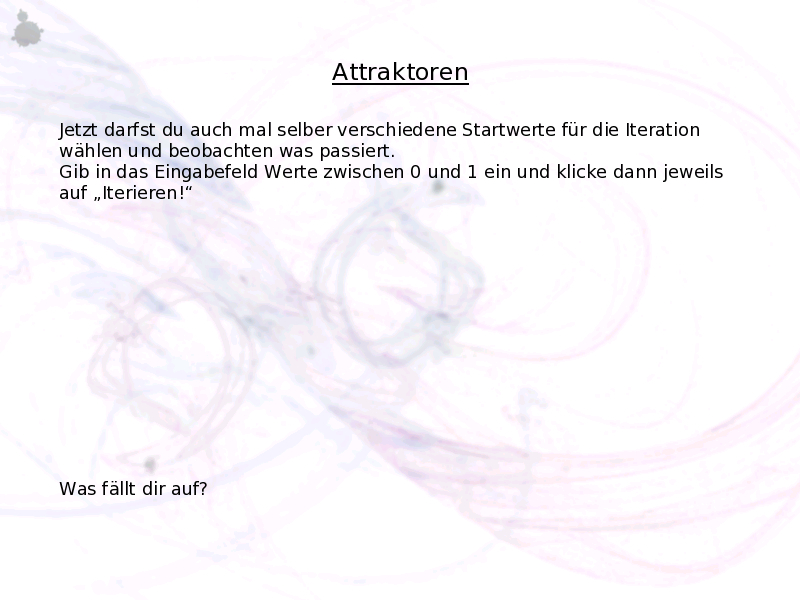 Attraktoren
Jetzt darfst du auch mal selber verschiedene Startwerte für die Iteration
wählen und beobachten was passiert.
Gib in das Eingabefeld Werte zwischen 0 und 1 ein und klicke dann jeweils
auf „Iterieren!“
Was fällt dir auf?